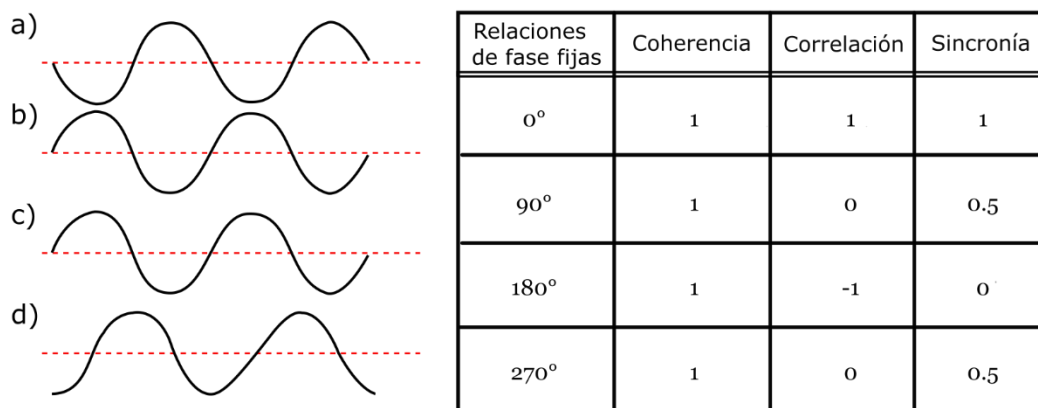 a)
b)
c)
d)
Relaciones de fase fijas Coherencia Correlación Sincronía
0° 1 1 1
90° 1 0 0.5
180° 1 -1 0
270° 1 0 0.5